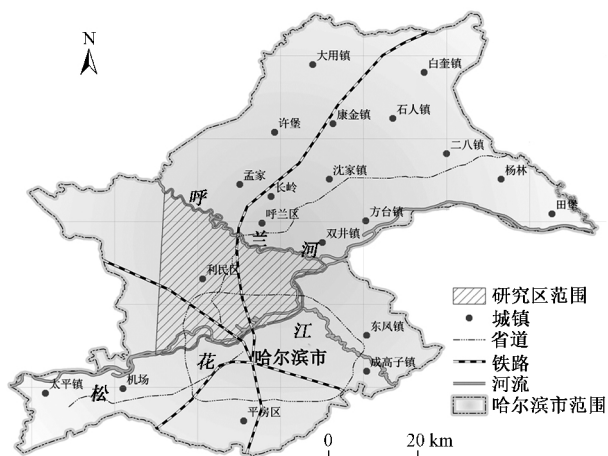 N
大用镇
白奎镇
康金镇
石人镇
许堡
二八镇
孟家
沈家镇
杨林
长岭
呼
呼兰区
方台镇
田堡
兰
双井镇
河
利民区
研究区范围
城镇
江
东凤镇
省道
花
哈尔滨市
铁路
成高子镇
太平镇
机场
松
河流
平房区
哈尔滨市范围
0
20 km